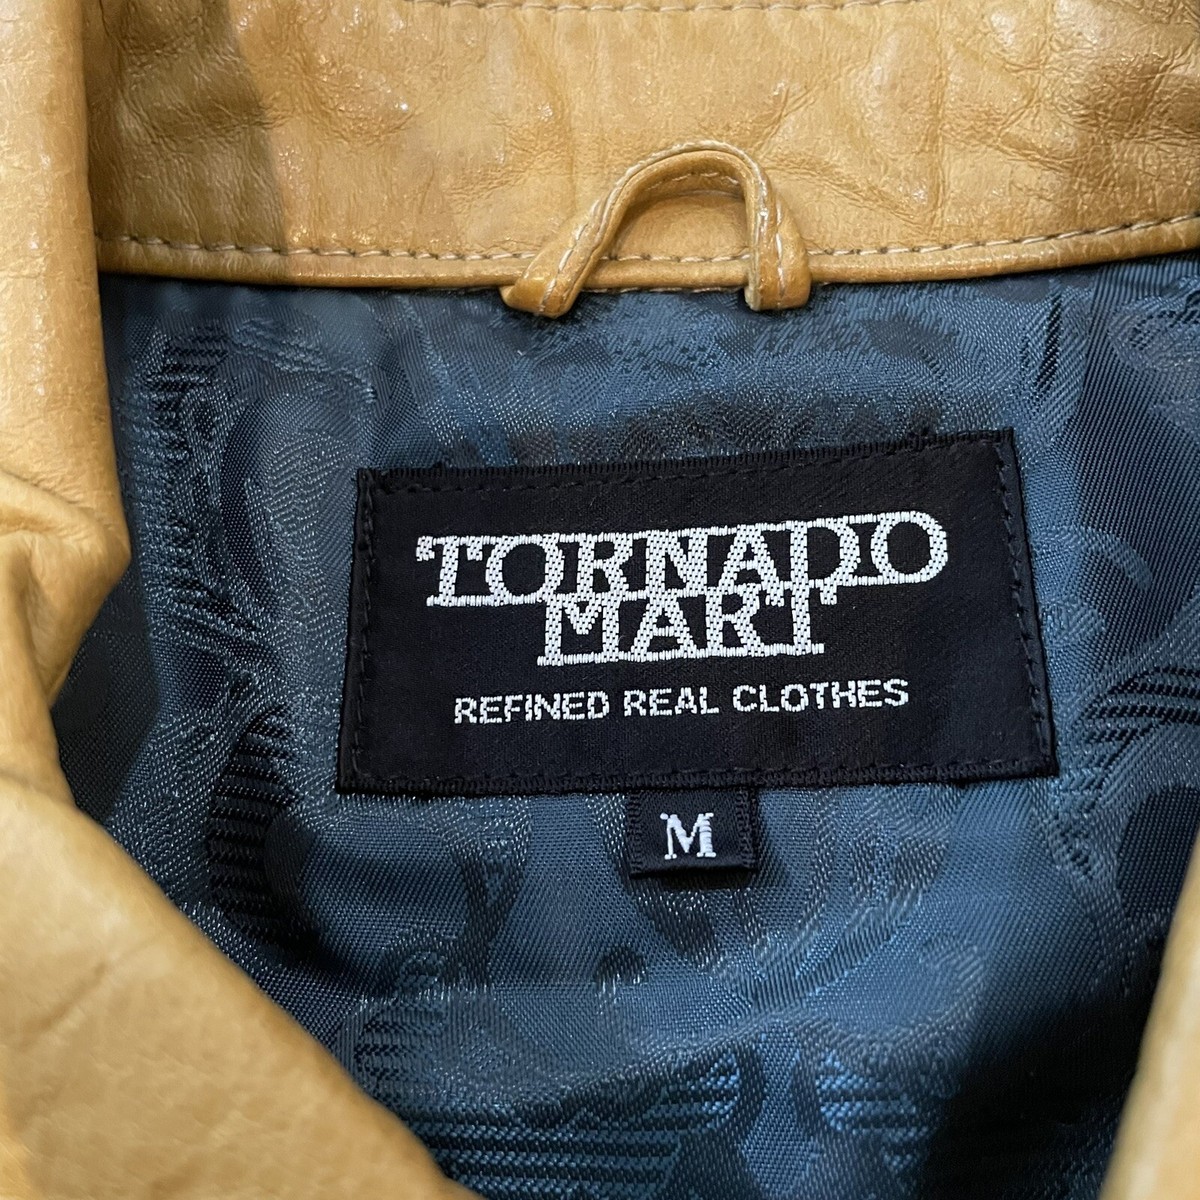 TORNADO
MART
REFINED REAL CLOTHES
M